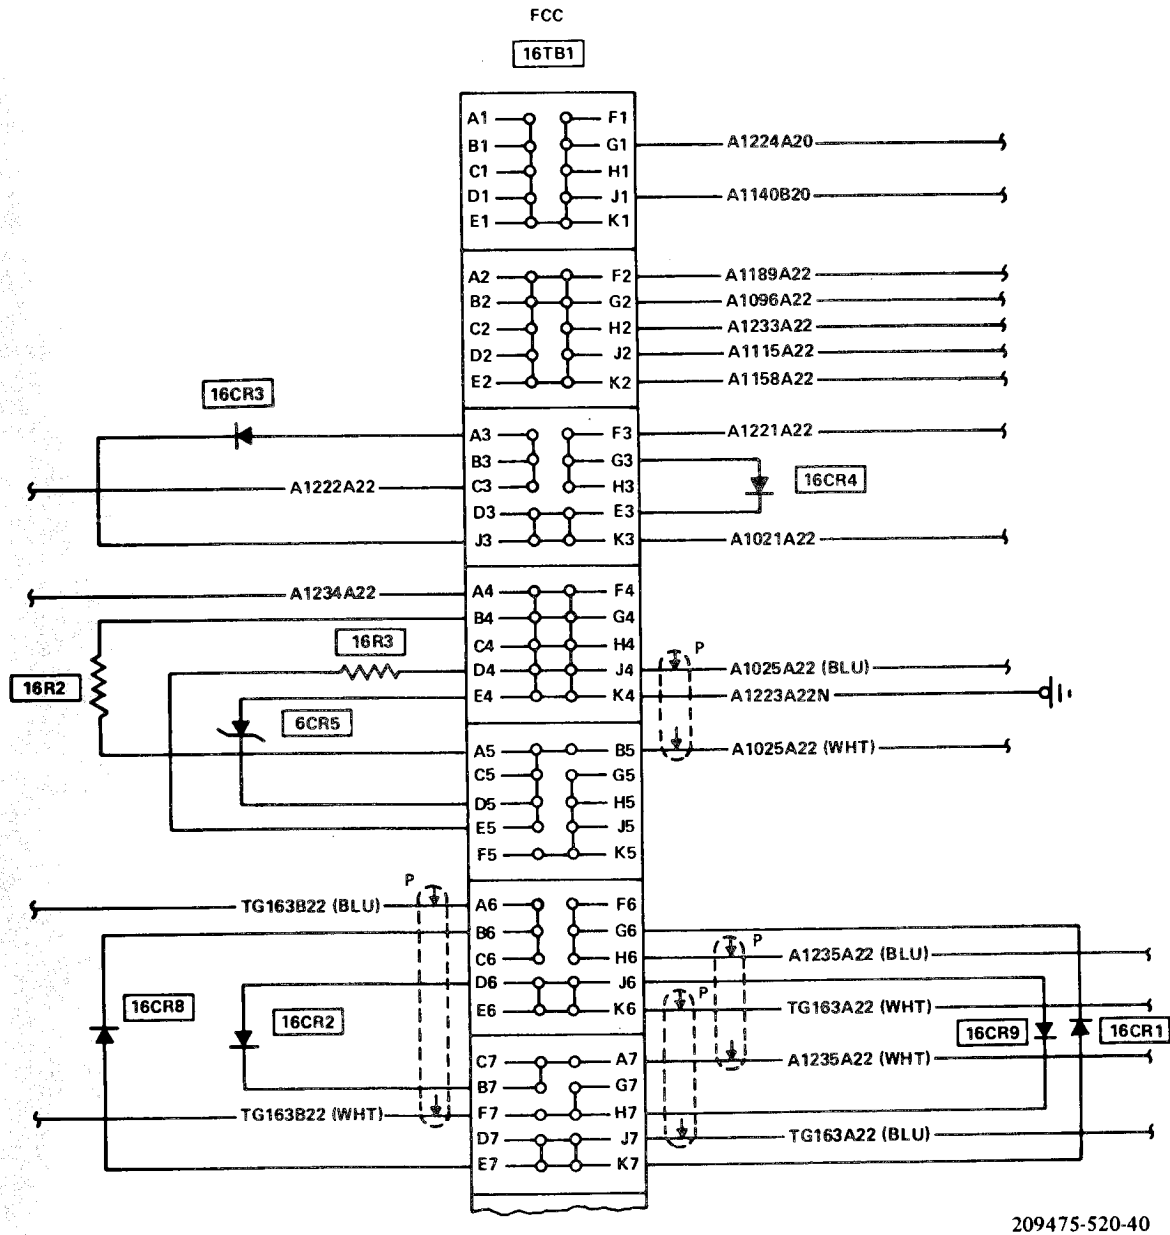 FCC
16TB1
A1 F1
B1 G1 A1224A20
C1 H1
D1 J1 A1140B20
E1 K1
A2 F2 A1189A22
B2 G2 A1096A22
C2 H2 A1233A22
D2 J2 A1115A22
E2 K2 A1158A22
16CR3
A3 F3 A1221A22
B3 G3
16CR4
A1222A22 C3 H3
D3 E3
J3 K3 A1021A22
A1234A22 A4 F4
B4 G4
16R3 C4 H4 P
D4 J4 A1025A22 (BLU)
16R2
E4 K4 A1223A22N
6CR5
A5 B5 A1025A22 (WHT)
C5 G5
D5 H5
E5 J5
F5 K5
P
TG163B22 (BLU) A6 F6
B6 G6
P
C6 H6 A1235A22 (BLU)
D6 J6 P
16CR8
E6 K6 TG163A22 (WHT)
16CR2 16CR9 16CR1
C7 A7 A1235A22 (WHT)
B7 G7
TG163B22 (WHT) F7 H7
D7 J7 TG163A22 (BLU)
E7 K7
209475-520-40